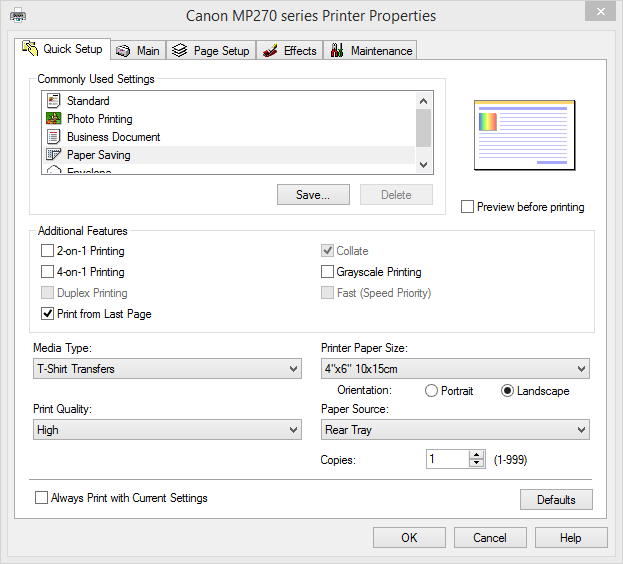 Canon MP270 series Printer Properties
Quick Setup Main Page Setup Effects Maintenance
Commonly Used Settings
Standard
Photo Printing
Business Document
Paper Saving
Envelope
Save... Delete
Preview before printing
Additional Features
2-on-1 Printing Collate
4-on-1 Printing Grayscale Printing
Duplex Printing Fast (Speed Priority)
Print from Last Page
Media Type: Printer Paper Size:
T-Shirt Transfers 4"x6" 10x15cm
Orientation: Portrait Landscape
Print Quality: Paper Source:
High Rear Tray
Copies: 1 (1-999)
Always Print with Current Settings Defaults
OK Cancel Help